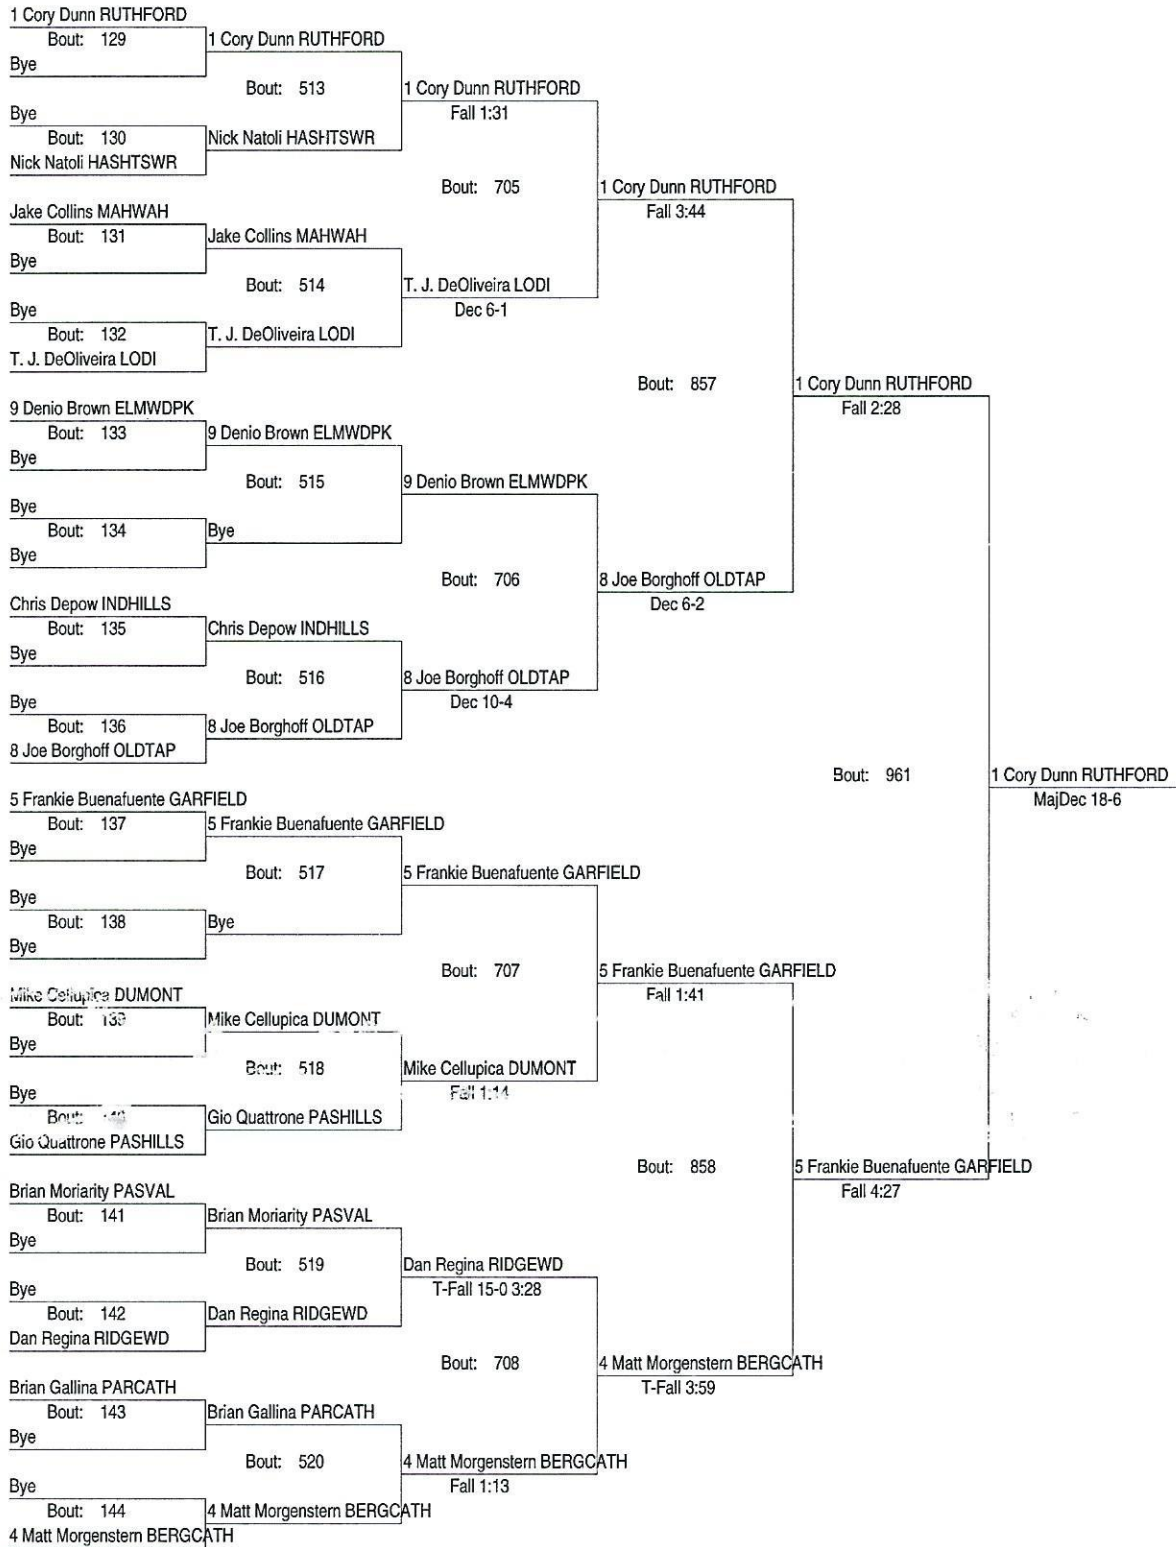 1 Cory Dunn RUTHFORD
Bout: 129
Bye
1 Cory Dunn RUTHFORD
Bout: 513
Bye
Bout: 130
Nick Natoli HASHTSWR
Nick Natoli HASHTSWR
1 Cory Dunn RUTHFORD
Fall 1:31
Bout: 705
Jake Collins MAHWAH
Bout: 131
Bye
Jake Collins MAHWAH
Bout: 514
Bye
Bout: 132
T. J. DeOliveira LODI
T. J. DeOliveira LODI
T. J. DeOliveira LODI
Dec 6-1
1 Cory Dunn RUTHFORD
Fall 3:44
Bout: 857
9 Denio Brown ELMWDPK
Bout: 133
Bye
9 Denio Brown ELMWDPK
Bout: 515
Bye
Bout: 134
Bye
Bye
9 Denio Brown ELMWDPK
Bout: 706
Chris Depow INDHILLS
Bout: 135
Bye
Chris Depow INDHILLS
Bout: 516
Bye
Bout: 136
8 Joe Borghoff OLDTAP
8 Joe Borghoff OLDTAP
8 Joe Borghoff OLDTAP
Dec 10-4
8 Joe Borghoff OLDTAP
Dec 6-2
1 Cory Dunn RUTHFORD
Fall 2:28
Bout: 961
1 Cory Dunn RUTHFORD
MajDec 18-6
5 Frankie Buenafuente GARFIELD
Bout: 137
Bye
5 Frankie Buenafuente GARFIELD
Bout: 517
Bye
Bout: 138
Bye
Bye
5 Frankie Buenafuente GARFIELD
Bout: 707
Mike Cellupica DUMONT
Bout: 139
Bye
Mike Cellupica DUMONT
Bout: 518
Bye
Bout:
Gio Quattrone PASHILLS
Gio Quattrone PASHILLS
Mike Cellupica DUMONT
Fall 1:14
5 Frankie Buenafuente GARFIELD
Fall 1:41
Bout: 858
Brian Moriarity PASVAL
Bout: 141
Bye
Brian Moriarity PASVAL
Bout: 519
Bye
Bout: 142
Dan Regina RIDGEWD
Dan Regina RIDGEWD
Dan Regina RIDGEWD
T-Fall 15-0 3:28
Bout: 708
Brian Gallina PARCATH
Bout: 143
Bye
Brian Gallina PARCATH
Bout: 520
Bye
Bout: 144
4 Matt Morgenstern BERGCATH
4 Matt Morgenstern BERGCATH
4 Matt Morgenstern BERGCATH
Fall 1:13
4 Matt Morgenstern BERGCATH
T-Fall 3:59
5 Frankie Buenafuente GARFIELD
Fall 4:27